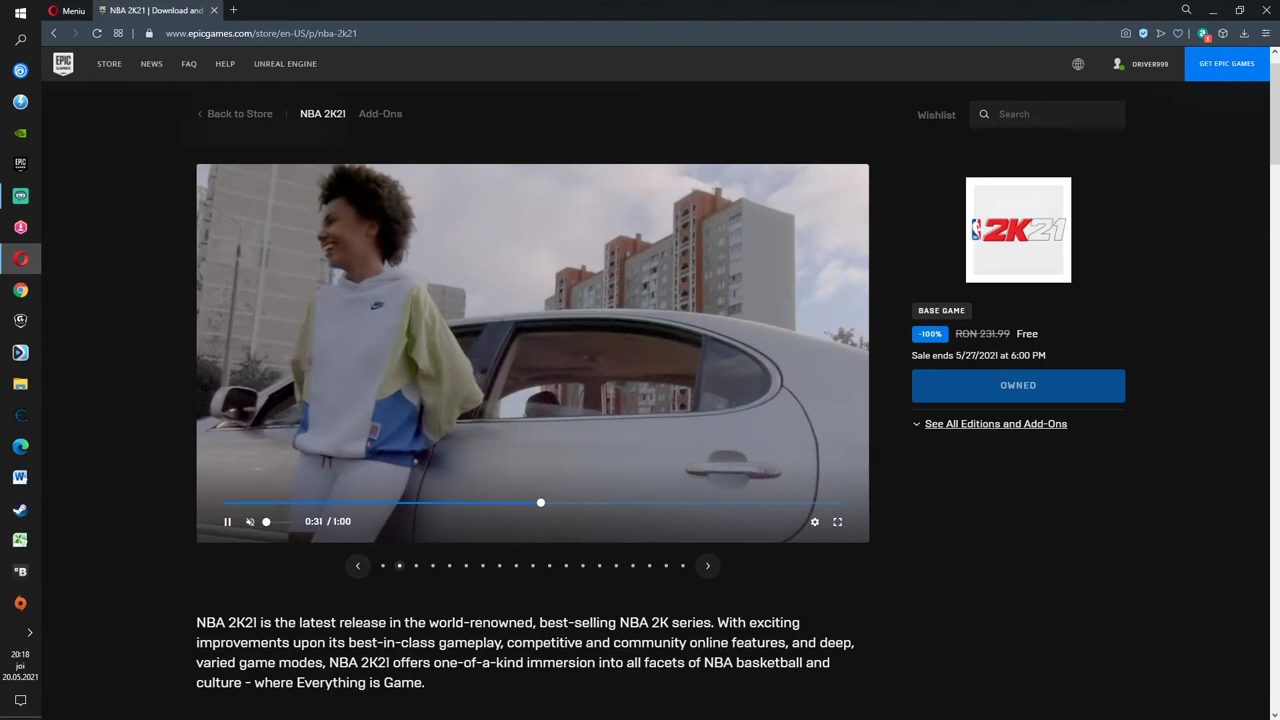 Meniu
NBA 2K21 | Download and
www.epicgames.com/store/en-US/p/nba-2k21
1
EPIC GAMES
STORE
NEWS
FAQ
HELP
UNREAL ENGINE
DRIVER999
GET EPIC GAMES
Back to Store
NBA 2K21
Add-Ons
Wishlist
Search
2K21
BASE GAME
-100% RON 231.99 Free
Sale ends 5/27/2021 at 6:00 PM
OWNED
See All Editions and Add-Ons
0:31 / 1:00
NBA 2K21 is the latest release in the world-renowned, best-selling NBA 2K series. With exciting
improvements upon its best-in-class gameplay, competitive and community online features, and deep,
varied game modes, NBA 2K21 offers one-of-a-kind immersion into all facets of NBA basketball and
culture - where Everything is Game.
20:18
joi
20.05.2021